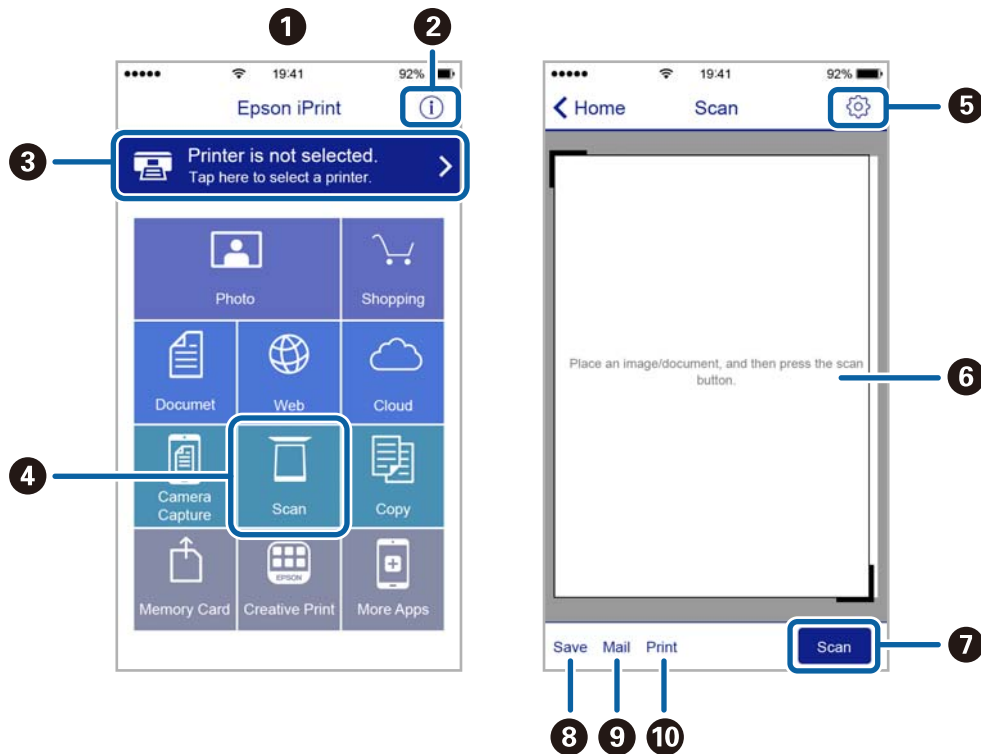 1
2
19:41
92%
Epson iPrint
i
3
Printer is not selected.
Tap here to select a printer.
Photo
Shopping
Documet
Web
Cloud
4
Camera
Capture
Scan
Copy
EPSON
Memory Card
Creative Print
More Apps
19:41
92%
Home
Scan
5
Place an image/document, and then press the scan
button.
6
Save Mail Print
Scan
7
8
9
10